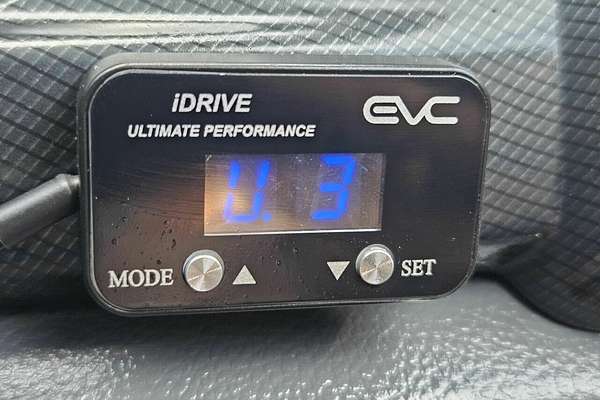 iDRIVE
EVC
ULTIMATE PERFORMANCE
U. 3
MODE ▲ ▼ SET